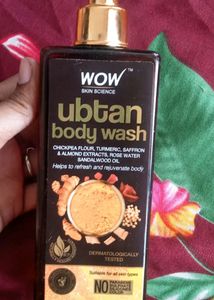 WOW
SKIN SCIENCE
ubtan
body wash
CHICKPEA FLOUR, TURMERIC, SAFFRON
& ALMOND EXTRACTS, ROSE WATER
SANDALWOOD OIL
Helps to refresh and rejuvenate body
DERMATOLOGICALLY
TESTED
Suitable for all skin types
NO